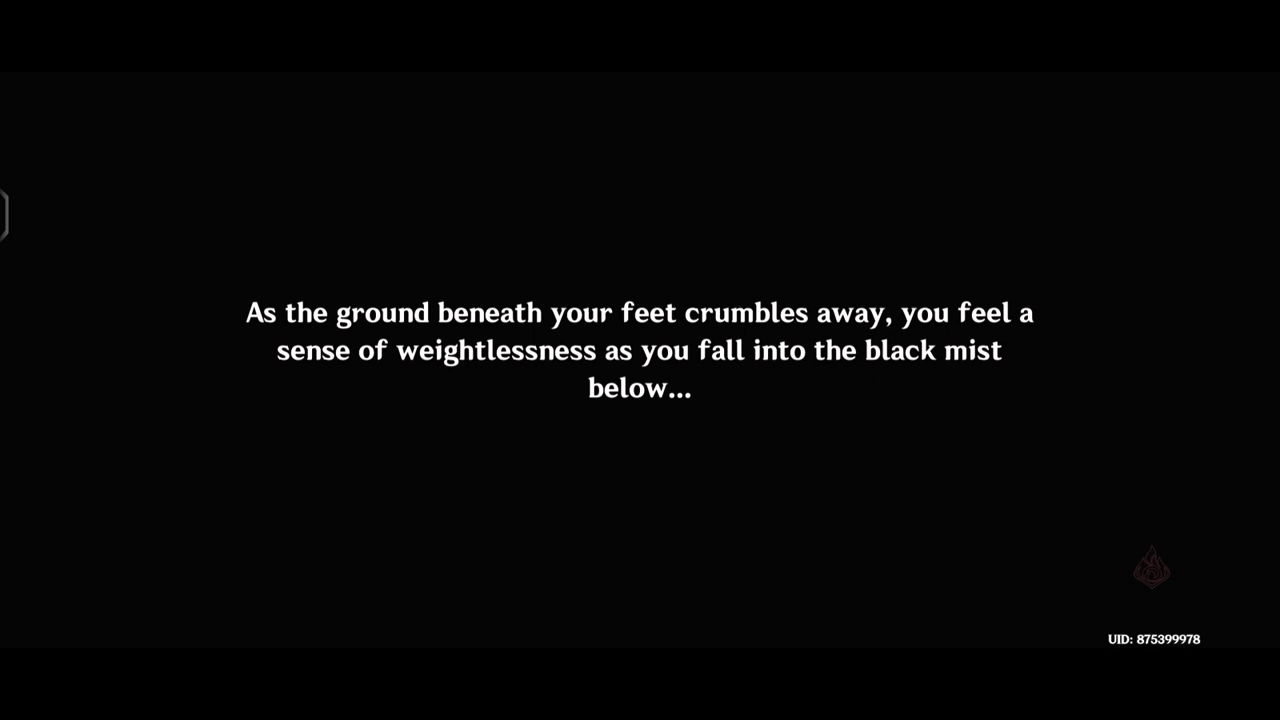 As the ground beneath your feet crumbles away, you feel a
sense of weightlessness as you fall into the black mist
below...
UID: 875399978